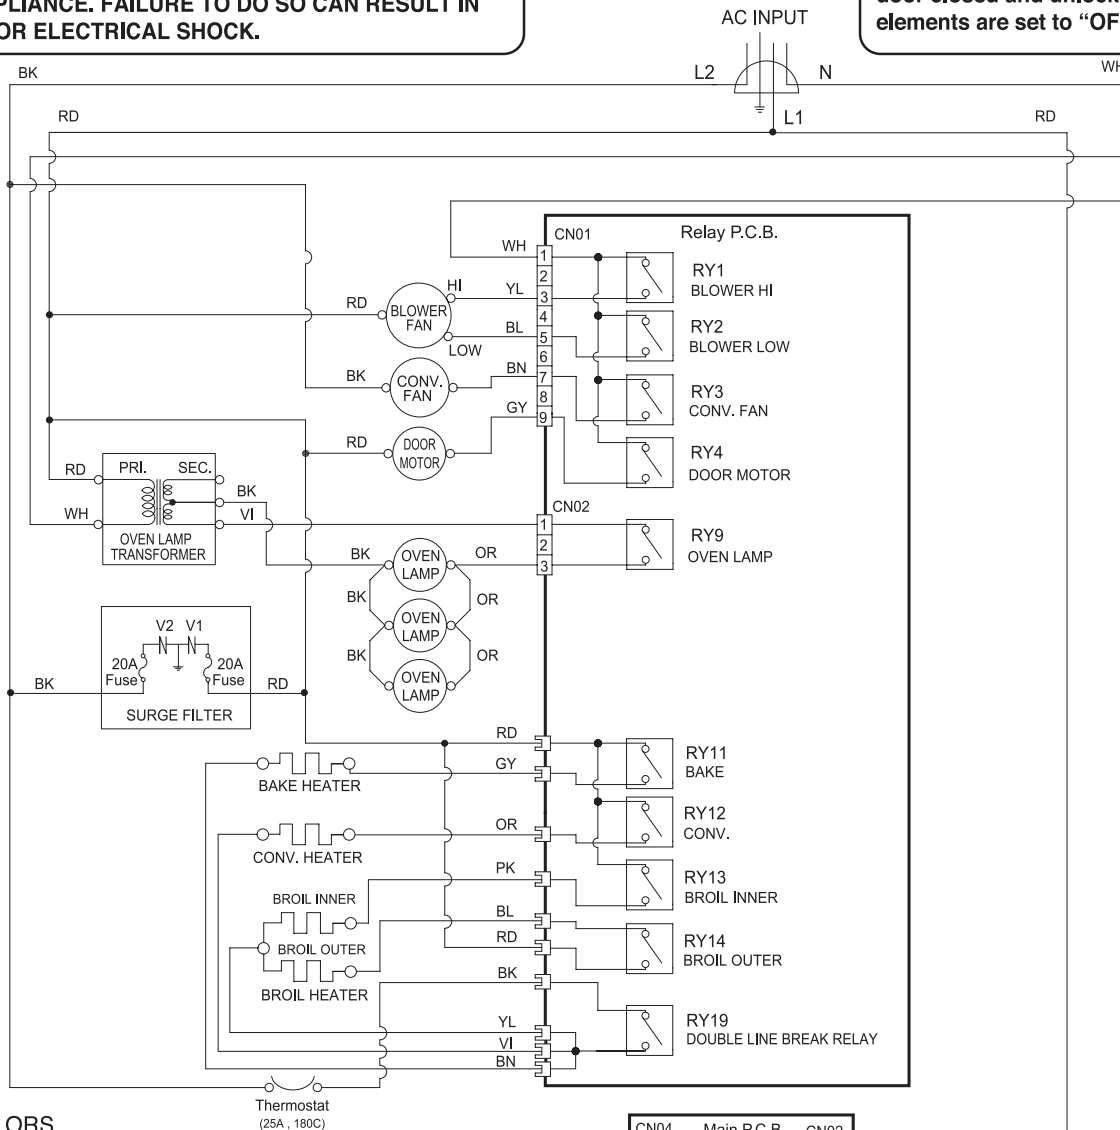 PLIANCE. FAILURE TO DO SO CAN RESULT IN
OR ELECTRICAL SHOCK.
elements are set to “OF
AC INPUT
BK
L2
N
WH
RD
L1
RD
Relay P.C.B.
CN01
WH
1
2
3
4
5
6
7
8
9
RY1
BLOWER HI
HI
YL
RD
BLOWER
FAN
BL
LOW
RY2
BLOWER LOW
BN
BK
CONV.
FAN
RY3
CONV. FAN
GY
RD
DOOR
MOTOR
RY4
DOOR MOTOR
RD
PRI.
SEC.
BK
WH
VI
OVEN LAMP
TRANSFORMER
CN02
1
2
3
RY9
OVEN LAMP
BK
OVEN
LAMP
OR
BK
OR
OVEN
LAMP
BK
OR
OVEN
LAMP
V2 V1
20A
Fuse
20A
Fuse
BK
RD
SURGE FILTER
RD
RY11
BAKE
GY
BAKE HEATER
OR
RY12
CONV.
CONV. HEATER
PK
RY13
BROIL INNER
BROIL INNER
BL
BROIL OUTER
RD
RY14
BROIL OUTER
BROIL HEATER
BK
YL
VI
BN
RY19
DOUBLE LINE BREAK RELAY
Thermostat
(25A , 180C)
ORS
CN04 Main P.C.B. CN02